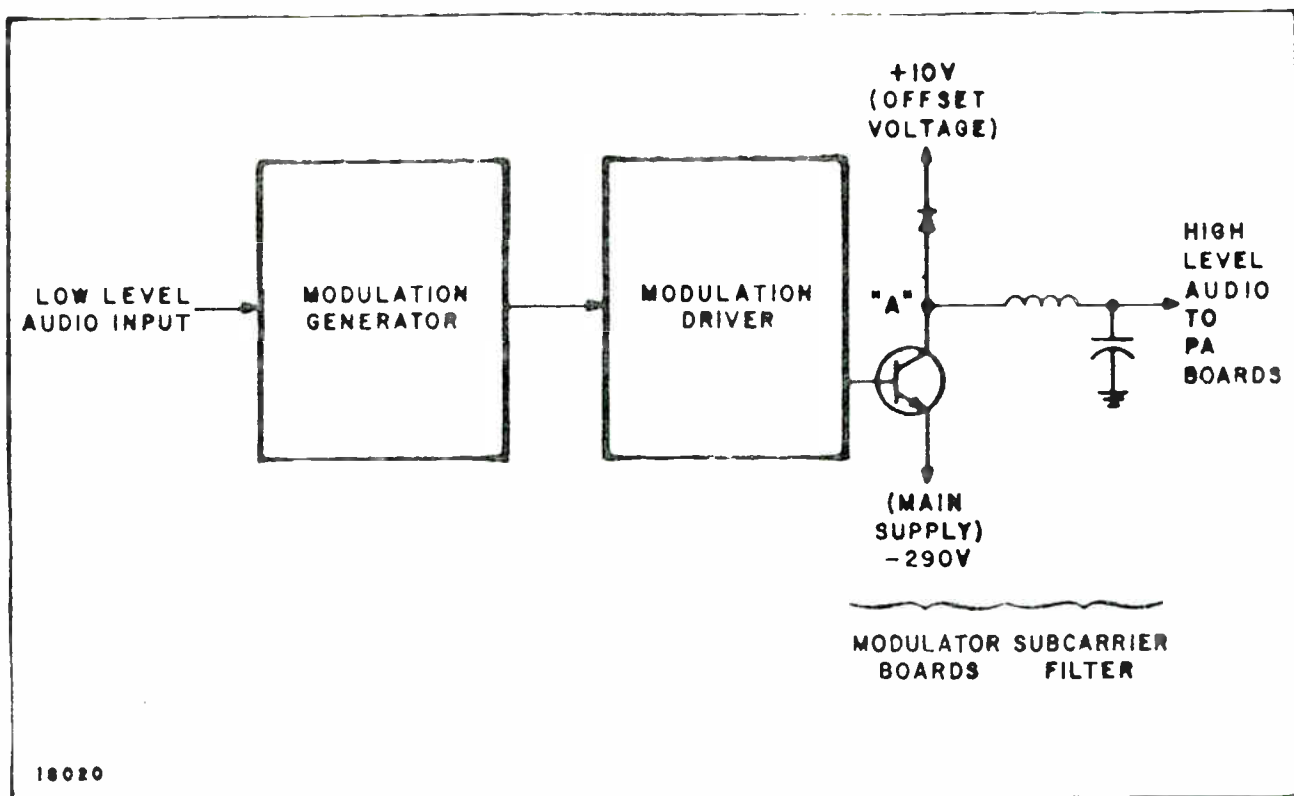 +10V
(OFFSET
VOLTAGE)
LOW LEVEL
AUDIO INPUT
MODULATION
GENERATOR
MODULATION
DRIVER
"A"
HIGH
LEVEL
AUDIO
TO
PA
BOARDS
(MAIN
SUPPLY)
-290V
MODULATOR
BOARDS
SUBCARRIER
FILTER
18020